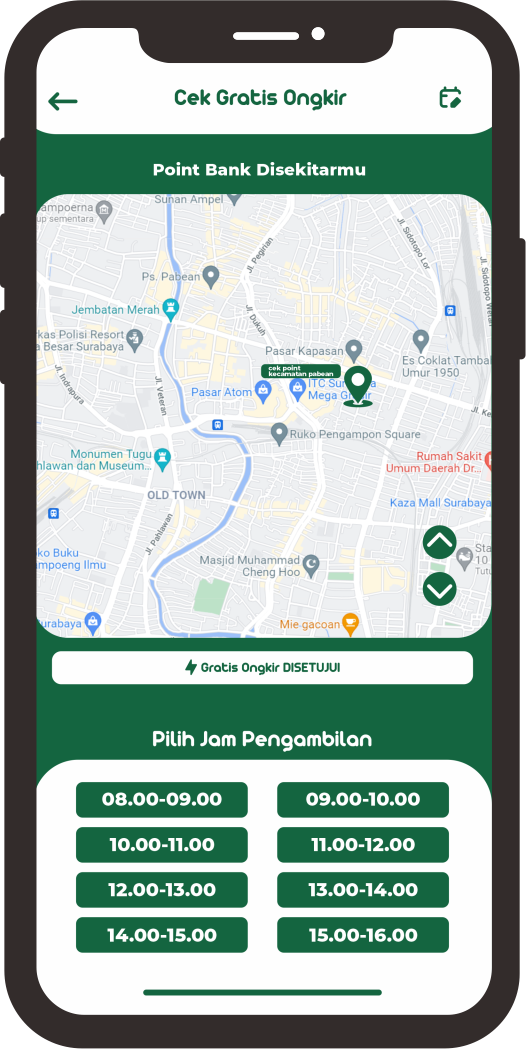 Cek Gratis Ongkir
Point Bank Disekitarmu
ampoerna
up sementara
Sunan Ampel
Jl. Sidotopo Lor
Jl. Pegirian
Ps. Pabean
Jl. Sidotopo Wetan
Jembatan Merah
Jl. Dukuh
kas Polisi Resort
a Besar Surabaya
Pasar Kapasan
Es Coklat Tambal
Umur 1950
cek point
kecamatan pabean
Jl. Indrapura
Jl. Veteran
Pasar Atom
ITC Sur
Mega Gr
Jl. Ke
Ruko Pengampon Square
Monumen Tugu
hlawan dan Museum...
Rumah Sakit
Umum Daerah Dr...
OLD TOWN
Kaza Mall Surabaya
Jl. Pahlawan
ko Buku
ampoeng Ilmu
Masjid Muhammad
Cheng Hoo
Sta
10
Tutu
urabaya
Mie gacoan
Gratis Ongkir DISETUJUI
Pilih Jam Pengambilan
08.00-09.00
09.00-10.00
10.00-11.00
11.00-12.00
12.00-13.00
13.00-14.00
14.00-15.00
15.00-16.00